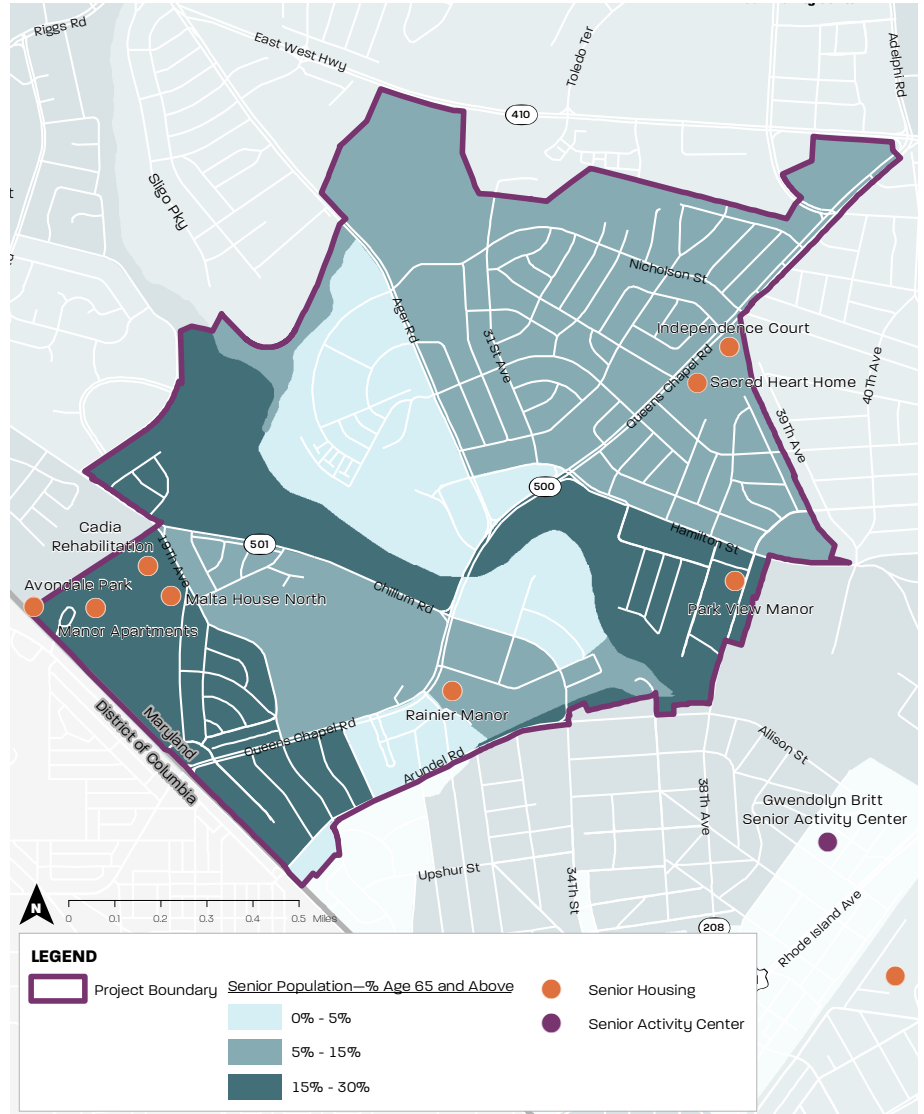 Riggs Rd
East West Hwy
Toledo Ter
Adelphi Rd
410
Sligo Pky
Nicholson St
Ager Rd
31St Ave
Independence Court
Queens Chapel Rd
Sacred Heart Home
40Th Ave
39Th Ave
500
Cadia
Rehabilitation
501
19Th Ave
Hamilton St
Avondale Park
Malta House North
Chillum Rd
Park View Manor
Manor Apartments
Rainier Manor
Maryland
District of Columbia
Queens Chapel Rd
Arundel Rd
Allison St
38Th Ave
Gwendolyn Britt
Senior Activity Center
Upshur St
34Th St
N
0 0.1 0.2 0.3 0.4 0.5 Miles
208
Rhode Island Ave
LEGEND
Project Boundary
Senior Population—% Age 65 and Above
0% - 5%
5% - 15%
15% - 30%
Senior Housing
Senior Activity Center